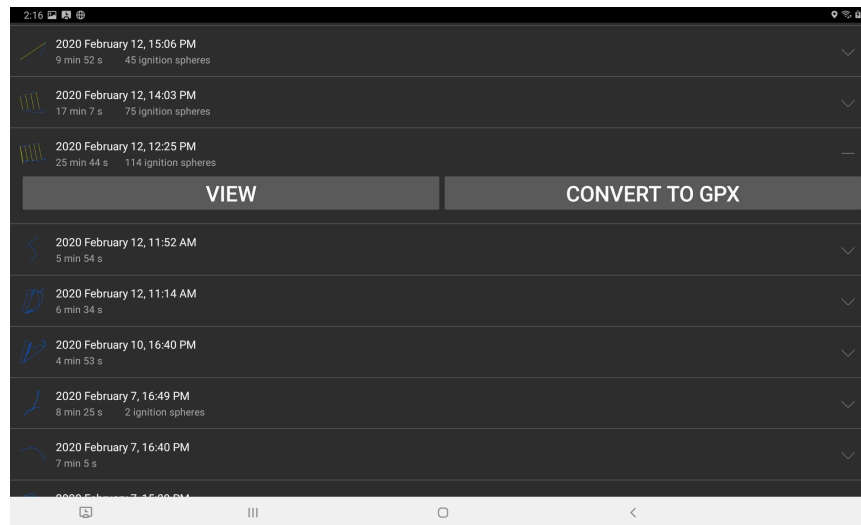 2:16
2020 February 12, 15:06 PM
9 min 52 s 45 ignition spheres
2020 February 12, 14:03 PM
17 min 7 s 75 ignition spheres
2020 February 12, 12:25 PM
25 min 44 s 114 ignition spheres
VIEW CONVERT TO GPX
2020 February 12, 11:52 AM
5 min 54 s
2020 February 12, 11:14 AM
6 min 34 s
2020 February 10, 16:40 PM
4 min 53 s
2020 February 7, 16:49 PM
8 min 25 s 2 ignition spheres
2020 February 7, 16:40 PM
7 min 5 s